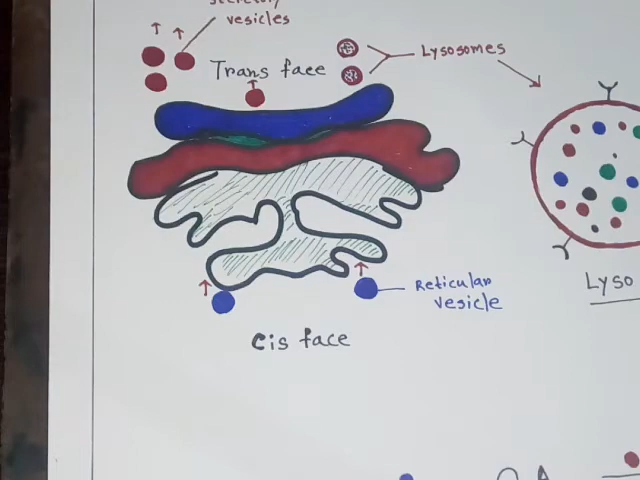 vesicles
Lysosomes
Trans face
Reticular
vesicle
Lyso
Cis face